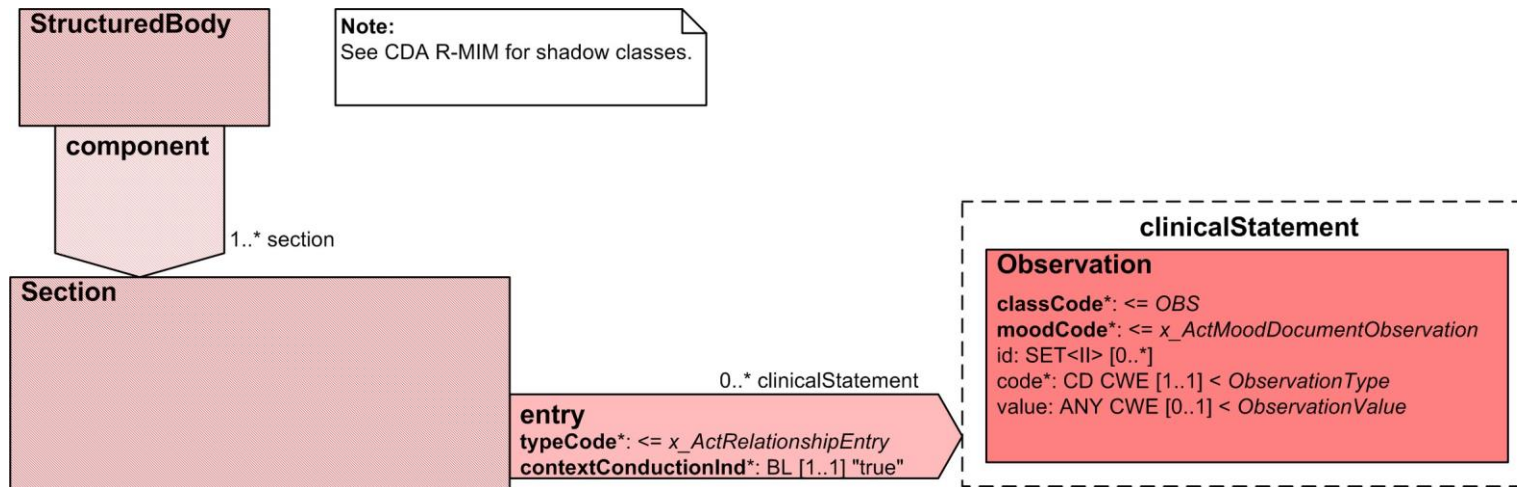 StructuredBody
Note:
See CDA R-MIM for shadow classes.
component
1..* section
Section
0..* clinicalStatement
entry
typeCode*: <= x_ActRelationshipEntry
contextConductionInd*: BL [1..1] "true"
clinicalStatement
Observation
classCode*: <= OBS
moodCode*: <= x_ActMoodDocumentObservation
id: SET<II> [0..*]
code*: CD CWE [1..1] < ObservationType
value: ANY CWE [0..1] < ObservationValue